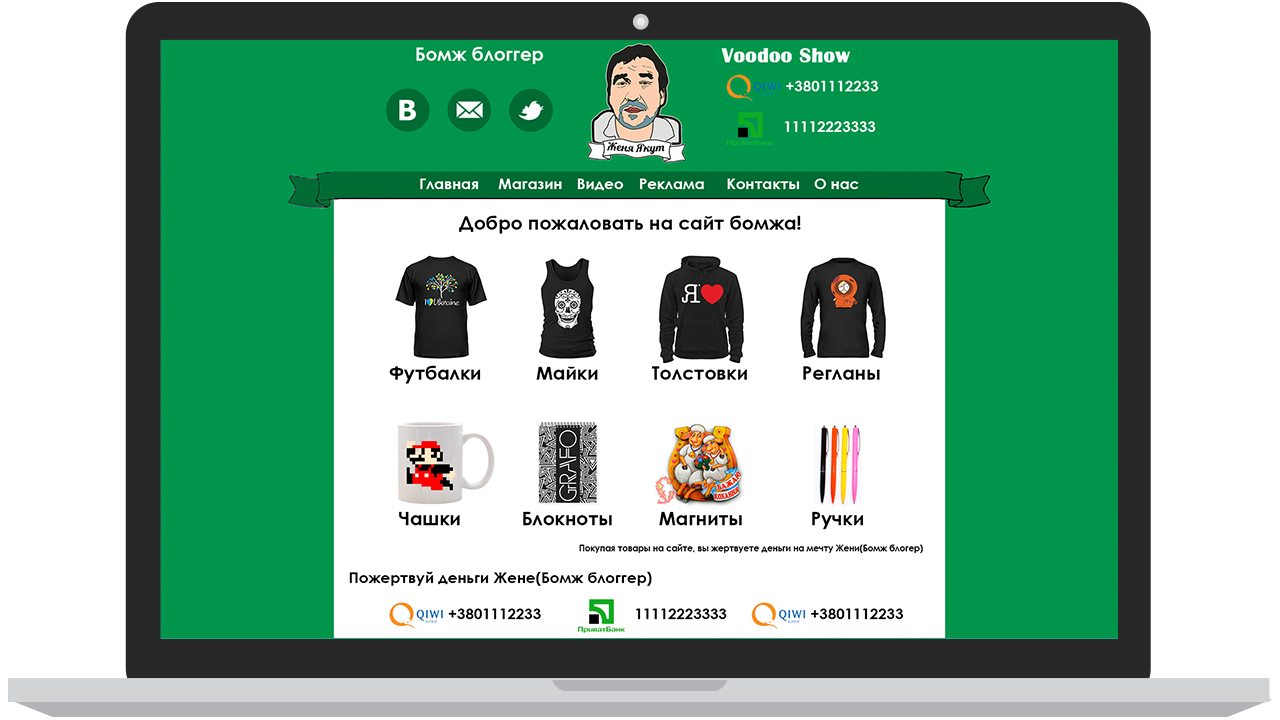 Бомж блоггер
B
Женя Якут
Voodoo Show
QIWI +3801112233
ПриватБанк 11112223333
Главная Магазин Видео Реклама Контакты О нас
Добро пожаловать на сайт бомжа!
I Ukraine
Я
Футбалки Майки Толстовки Регланы
GRAFO
БАЖАЮ
КОХАННЯ
Чашки Блокноты Магниты Ручки
Покупая товары на сайте, вы жертвуете деньги на мечту Жени(Бомж блогер)
Пожертвуй деньги Жене(Бомж блоггер)
QIWI +3801112233 ПриватБанк 11112223333 QIWI +3801112233